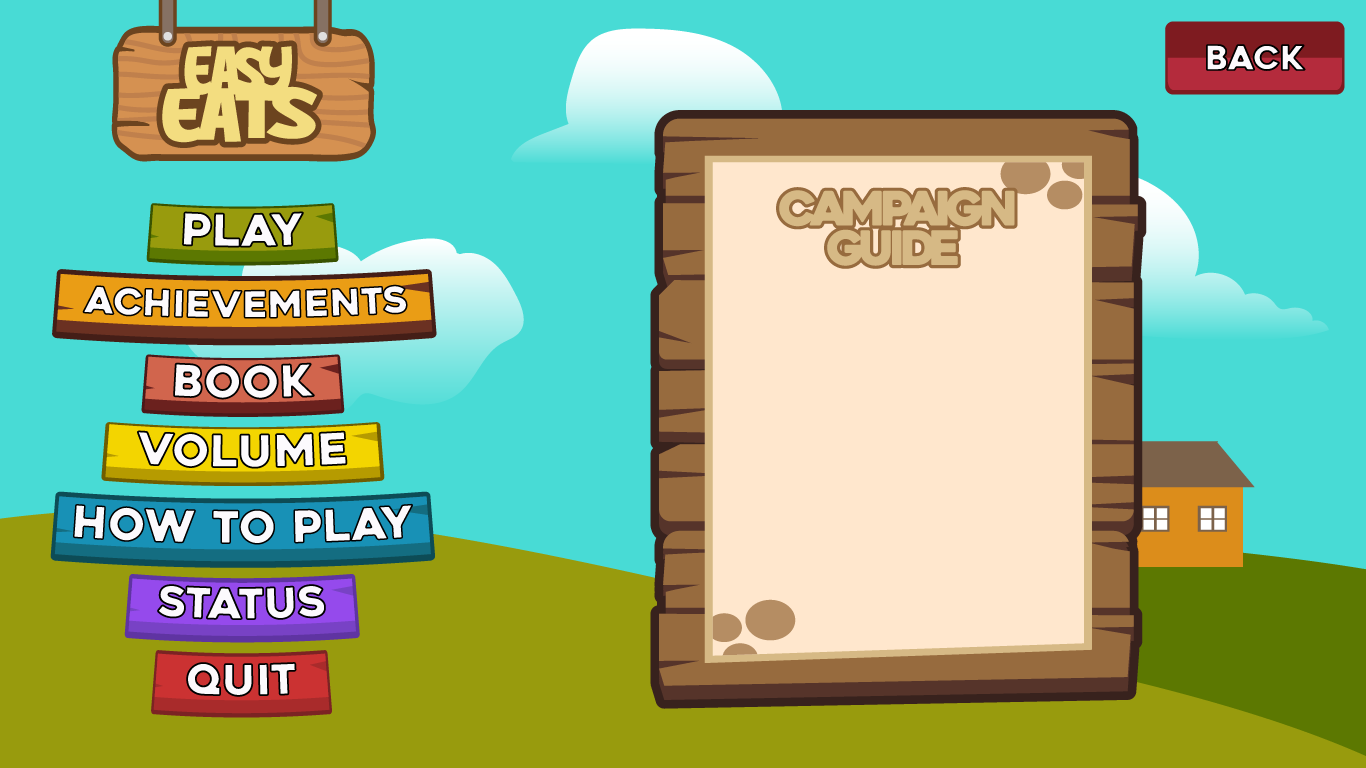 EASY
EATS
BACK
PLAY
ACHIEVEMENTS
BOOK
VOLUME
HOW TO PLAY
STATUS
QUIT
CAMPAIGN
GUIDE